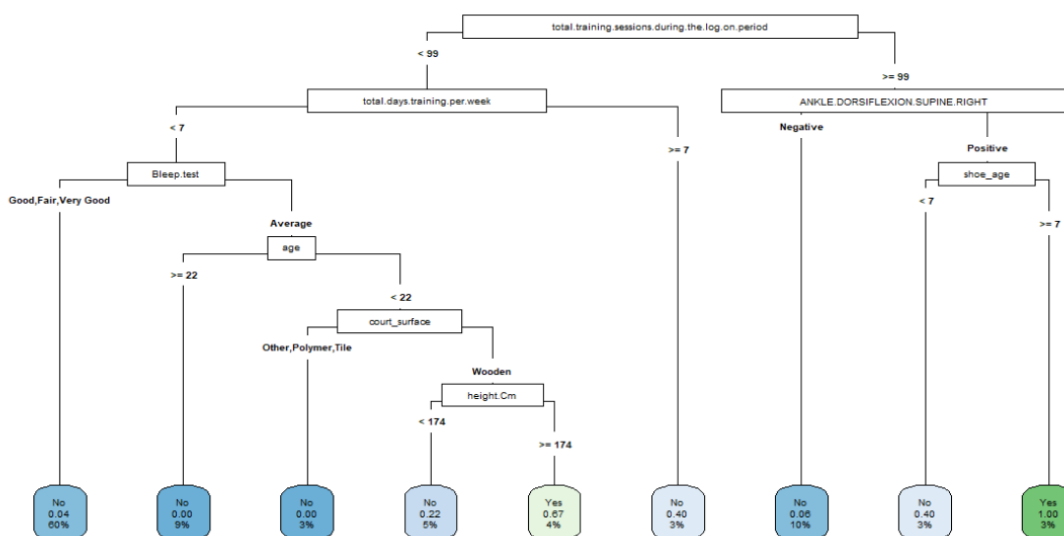 total.training.sessions.during.the.log.on.period
< 99
>= 99
total.days.training.per.week
ANKLE.DORSIFLEXION.SUPINE.RIGHT
< 7
>= 7
Negative
Positive
Bleep.test
shoe_age
Good,Fair,Very Good
Average
< 7
>= 7
age
>= 22
< 22
court_surface
Other,Polymer,Tile
Wooden
height.Cm
< 174
>= 174
No
0.04
60%
No
0.00
9%
No
0.00
3%
No
0.22
5%
Yes
0.67
4%
No
0.40
3%
No
0.06
10%
No
0.40
3%
Yes
1.00
3%